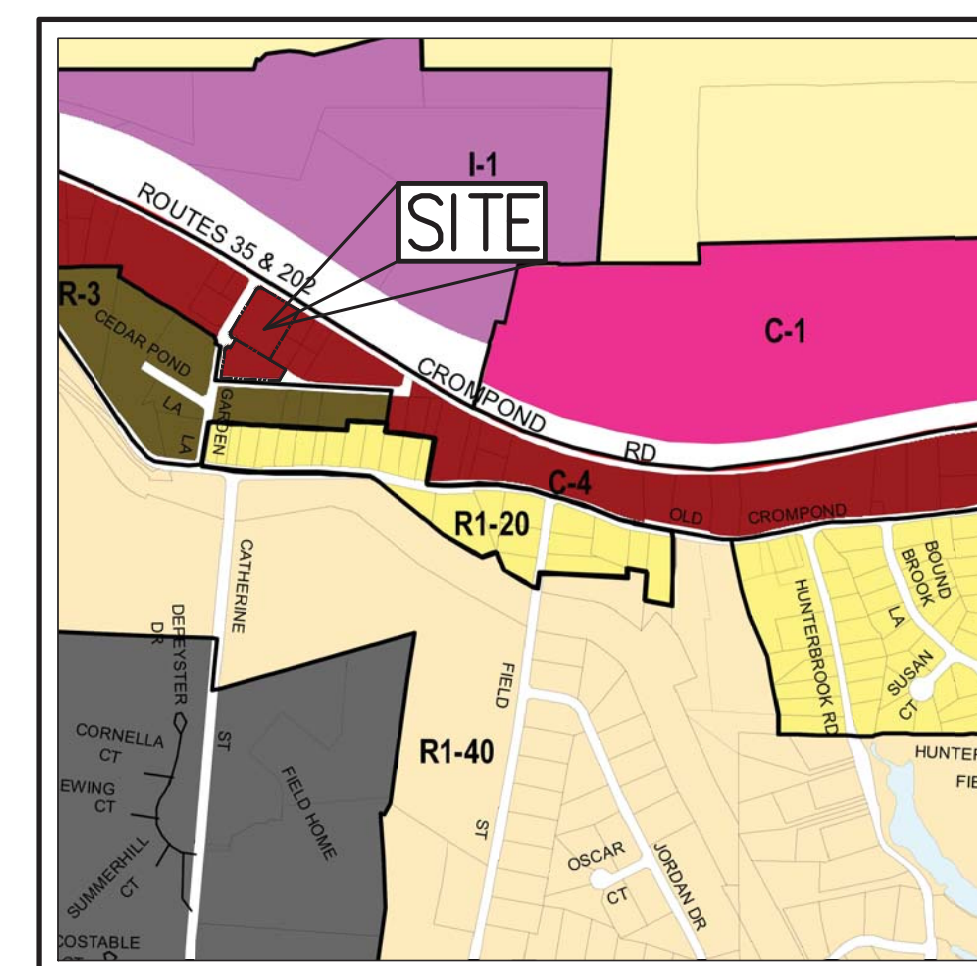 I-1
SITE
ROUTES 35 & 202
R-3
CEDAR POND
LA
LA
GARDEN
C-1
CROMPOND
RD
C-4
OLD
CROMPOND
R1-20
CATHERINE
ST
DEPEYSTER
DR
FIELD
ST
HUNTERBROOK RD
BOUND
BROOK
LA
SUSAN
CT
R1-40
CORNELLA
CT
EWING
CT
SUMMERHILL
CT
FIELD HOME
OSCAR
CT
JORDAN DR
HUNTER
FIE
COSTABLE
CT